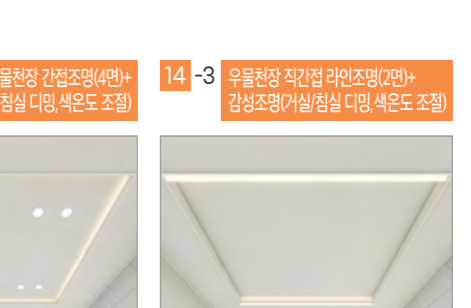 물천장 간접조명(4면)+
침실 디밍, 색온도 조절)
14 -3
우물천장 직간접 라인조명(2면)+
감성조명(거실/침실 디밍, 색온도 조절)